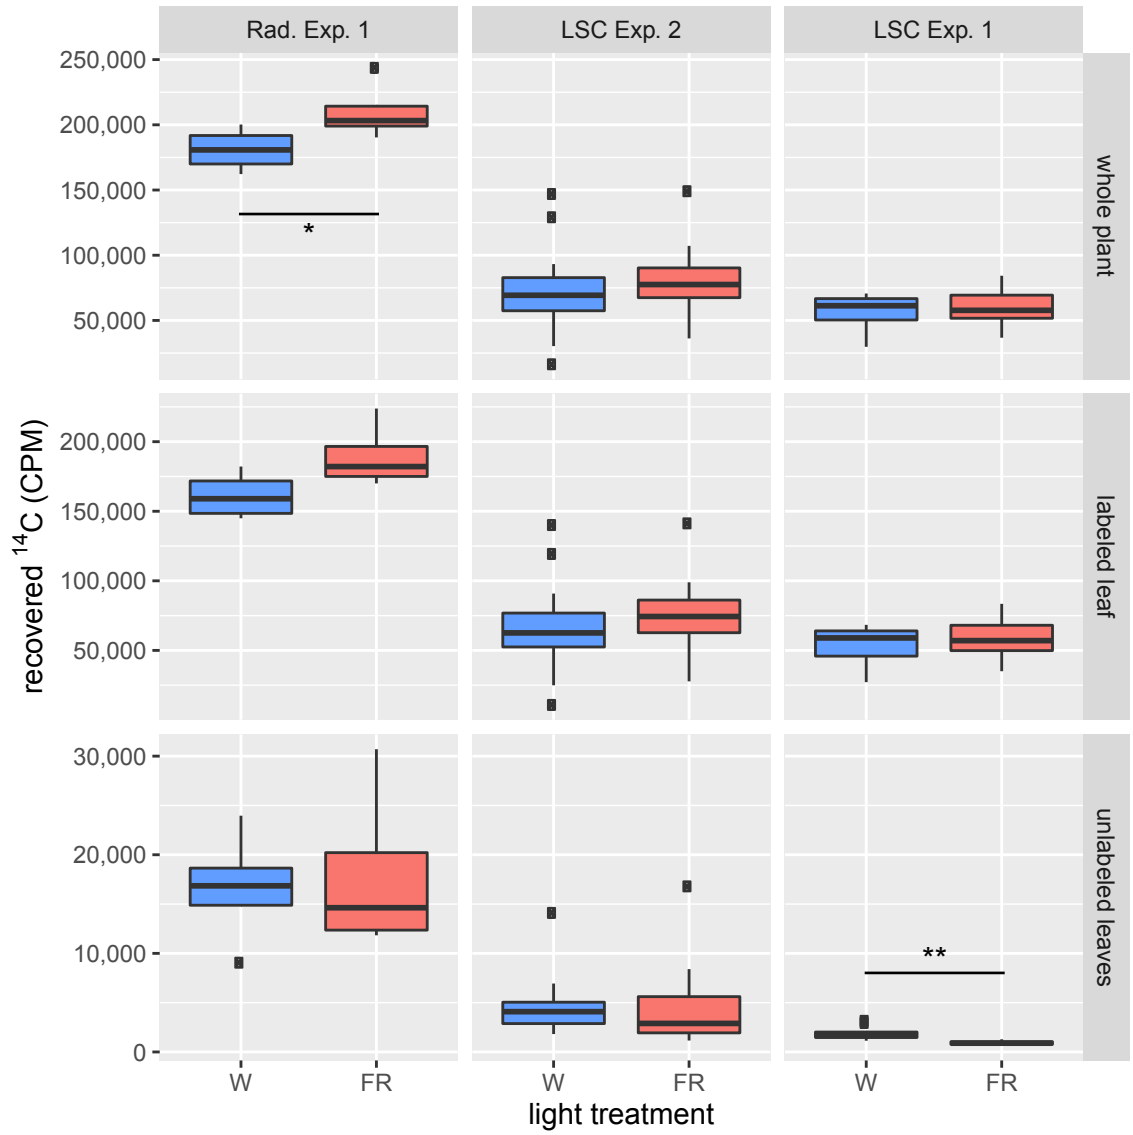 Rad. Exp. 1
LSC Exp. 2
LSC Exp. 1
250,000
200,000
150,000
100,000
50,000
*
whole plant
200,000
150,000
100,000
50,000
labeled leaf
30,000
20,000
10,000
0
**
unlabeled leaves
recovered ¹⁴C (CPM)
W
FR
W
FR
W
FR
light treatment